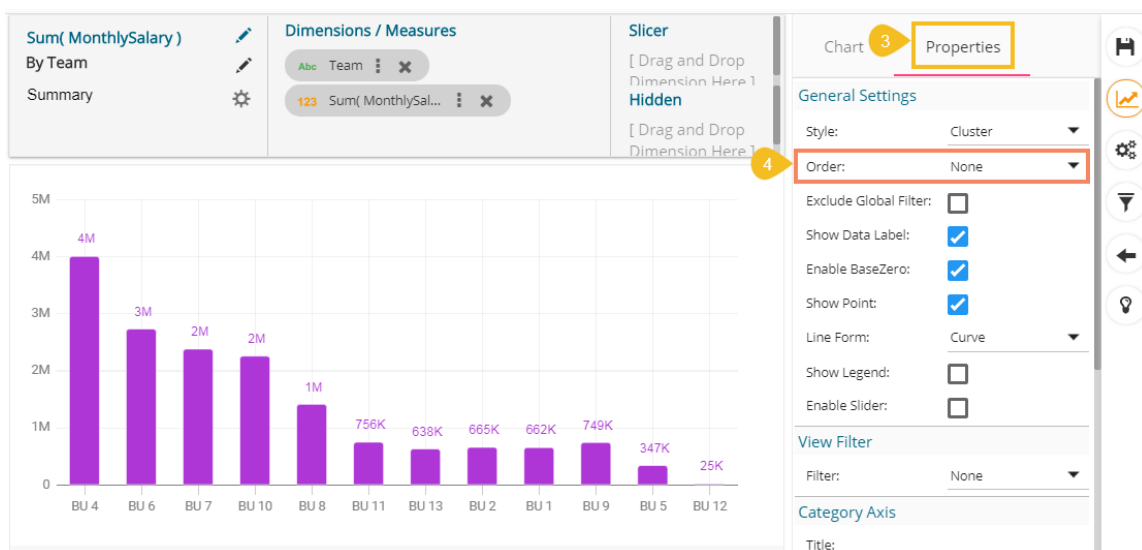 Sum( MonthlySalary )
By Team
Summary
Dimensions / Measures
Abc Team
123 Sum( MonthlySal...
Slicer
[ Drag and Drop
Dimension Here ]
Hidden
[ Drag and Drop
Dimension Here ]
Chart
3
Properties
General Settings
Style: Cluster
4
Order: None
Exclude Global Filter:
Show Data Label:
Enable BaseZero:
Show Point:
Line Form: Curve
Show Legend:
Enable Slider:
View Filter
Filter: None
Category Axis
Title:
5M
4M
3M
2M
1M
0
4M
3M
2M
2M
1M
756K
638K
665K
662K
749K
347K
25K
BU 4 BU 6 BU 7 BU 10 BU 8 BU 11 BU 13 BU 2 BU 1 BU 9 BU 5 BU 12